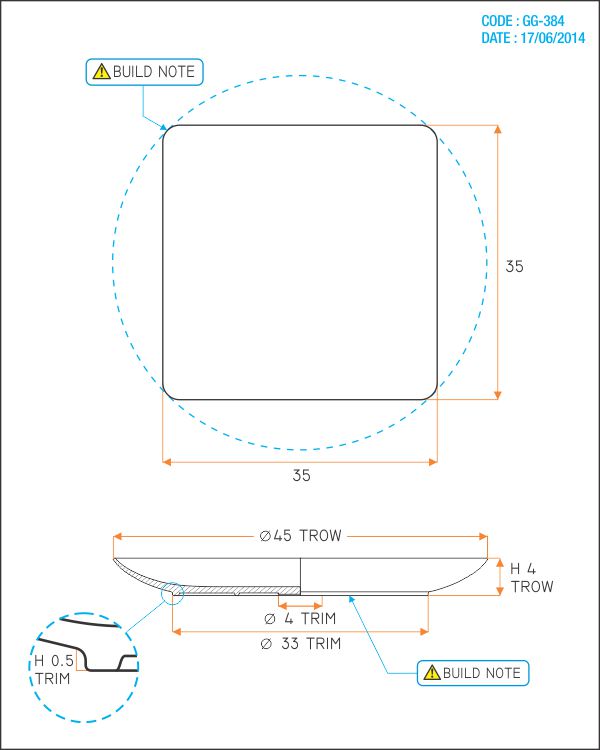 CODE : GG-384
DATE : 17/06/2014
BUILD NOTE
35
35
Ø45 TROW
H 4
TROW
Ø 4 TRIM
Ø 33 TRIM
H 0.5
TRIM
BUILD NOTE